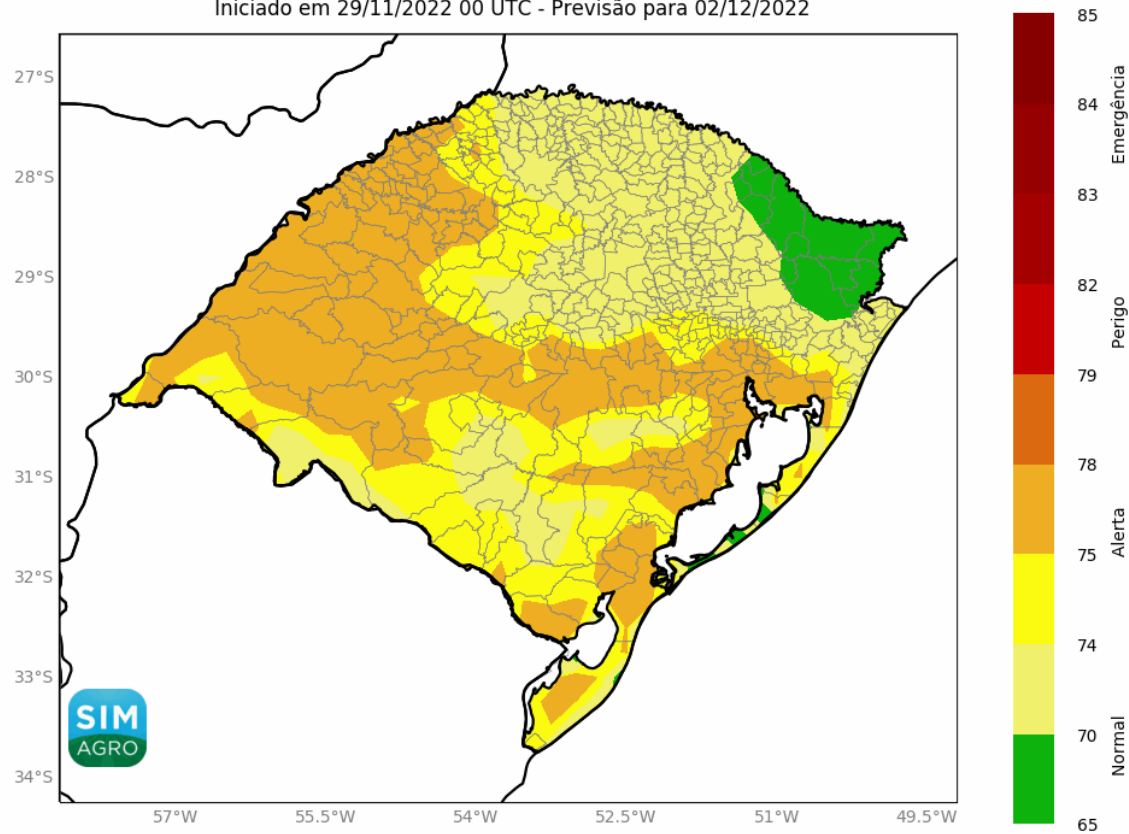 Iniciado em 29/11/2022 00 UTC - Previsão para 02/12/2022
27°S
28°S
29°S
30°S
31°S
32°S
33°S
34°S
57°W
55.5°W
54°W
52.5°W
51°W
49.5°W
SIM
AGRO
85
84
83
82
79
78
75
74
70
65
Emergência
Perigo
Alerta
Normal